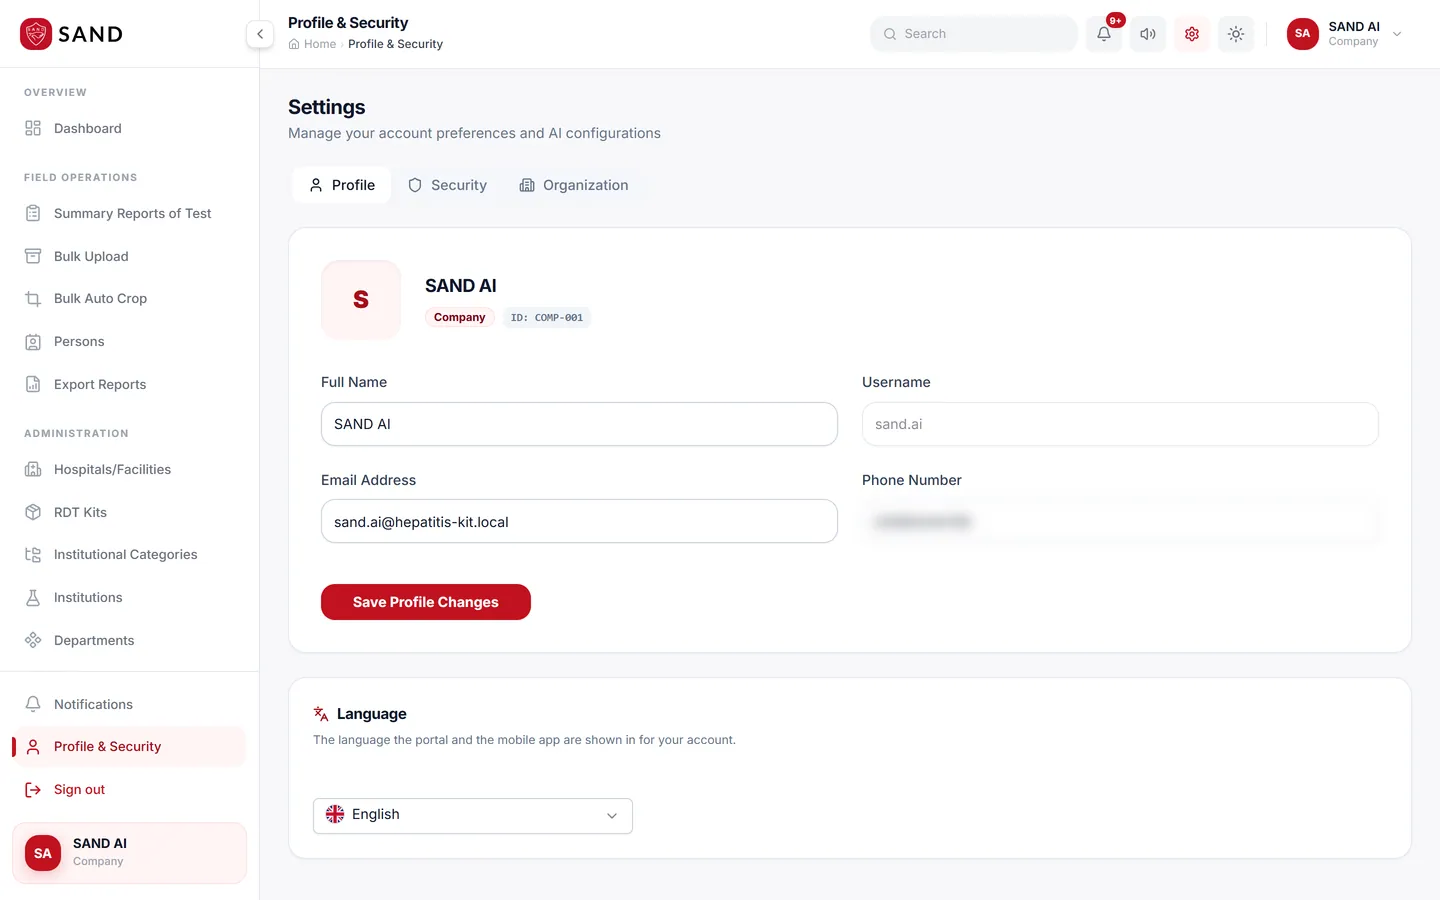 SAND
OVERVIEW
Dashboard
FIELD OPERATIONS
Summary Reports of Test
Bulk Upload
Bulk Auto Crop
Persons
Export Reports
ADMINISTRATION
Hospitals/Facilities
RDT Kits
Institutional Categories
Institutions
Departments
Notifications
Profile & Security
Sign out
SA
SAND AI
Company
Profile & Security
Home › Profile & Security
Search
9+
SA
SAND AI
Company
Settings
Manage your account preferences and AI configurations
Profile
Security
Organization
S
SAND AI
Company
ID: COMP-001
Full Name
SAND AI
Username
sand.ai
Email Address
sand.ai@hepatitis-kit.local
Phone Number
Save Profile Changes
Language
The language the portal and the mobile app are shown in for your account.
English